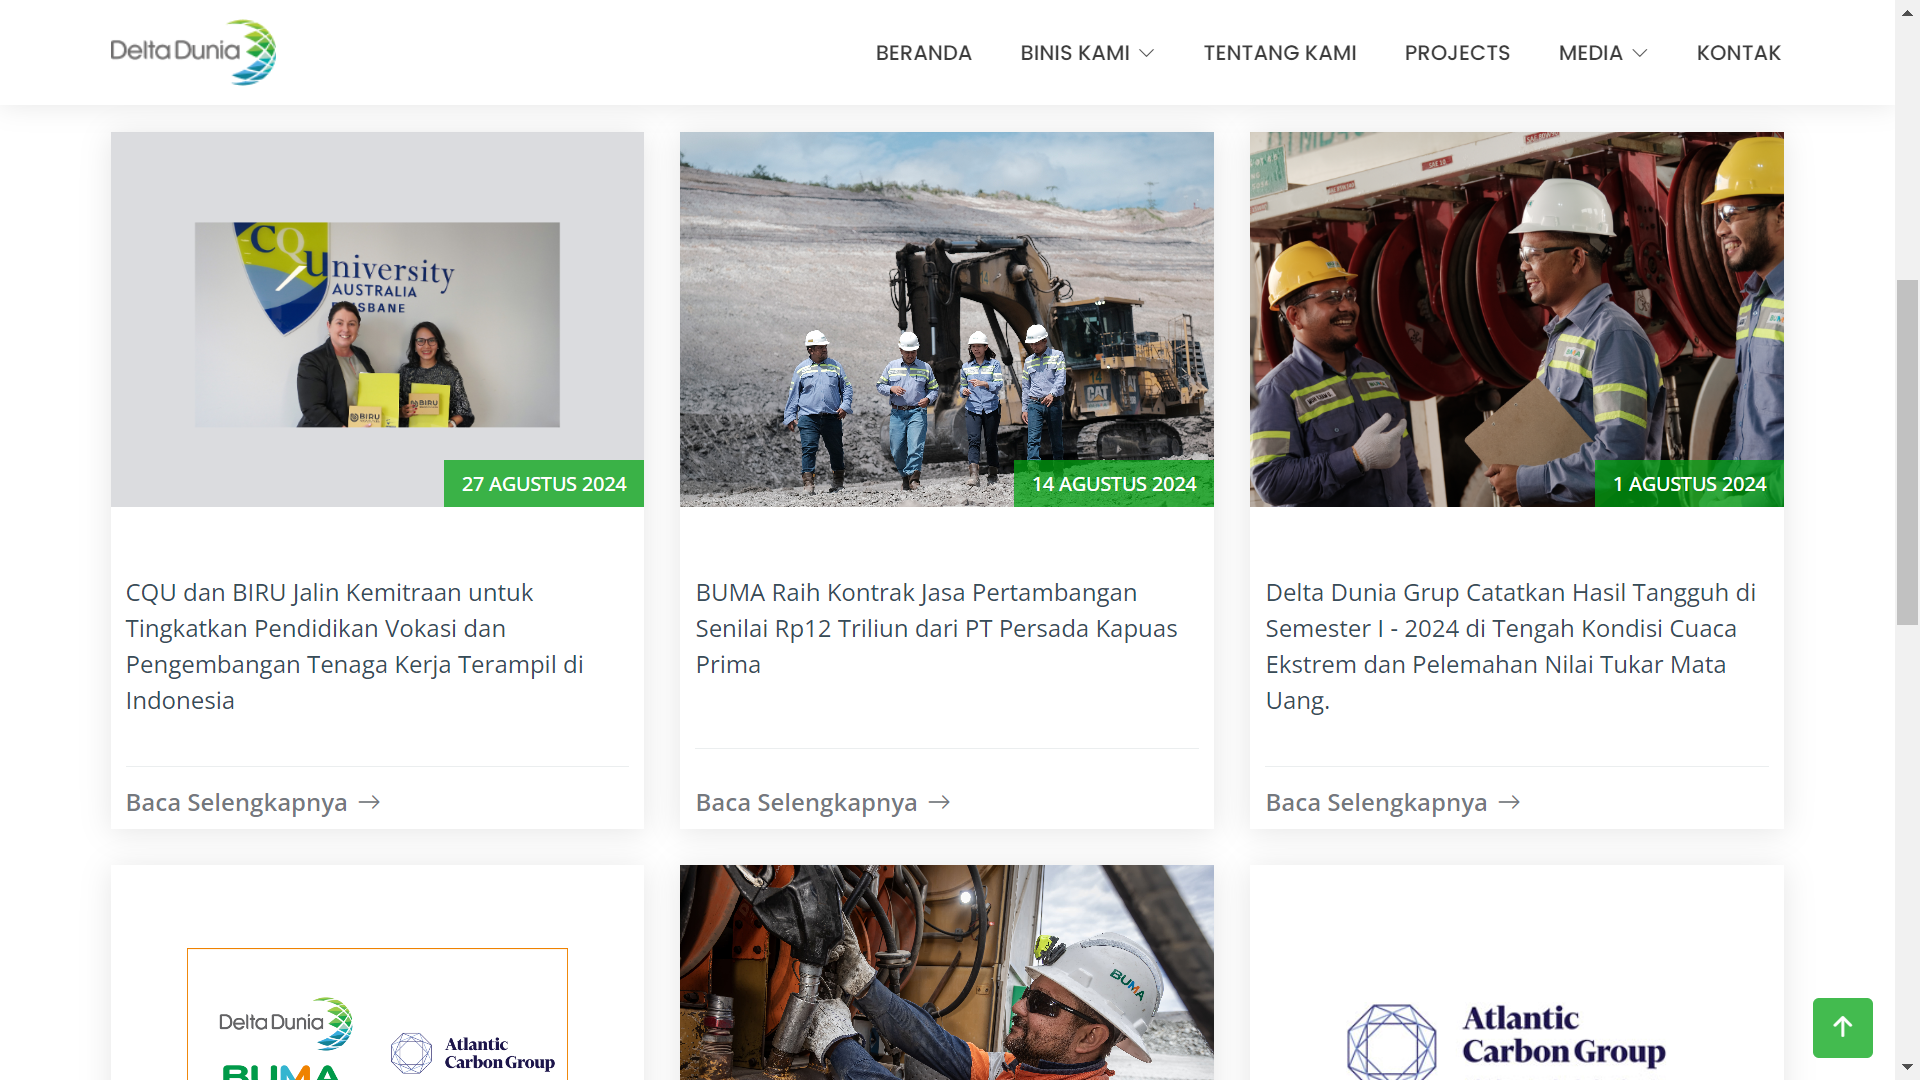 Delta Dunia
BERANDA
BINIS KAMI
TENTANG KAMI
PROJECTS
MEDIA
KONTAK
CQUniversity
AUSTRALIA
BIRU
BIRU
27 AGUSTUS 2024
CAT
14 AGUSTUS 2024
1 AGUSTUS 2024
CQU dan BIRU Jalin Kemitraan untuk
Tingkatkan Pendidikan Vokasi dan
Pengembangan Tenaga Kerja Terampil di
Indonesia
Baca Selengkapnya
BUMA Raih Kontrak Jasa Pertambangan
Senilai Rp12 Triliun dari PT Persada Kapuas
Prima
Baca Selengkapnya
Delta Dunia Grup Catatkan Hasil Tangguh di
Semester I - 2024 di Tengah Kondisi Cuaca
Ekstrem dan Pelemahan Nilai Tukar Mata
Uang.
Baca Selengkapnya
Delta Dunia
BUMA
Atlantic
Carbon Group
BUMA
Atlantic
Carbon Group